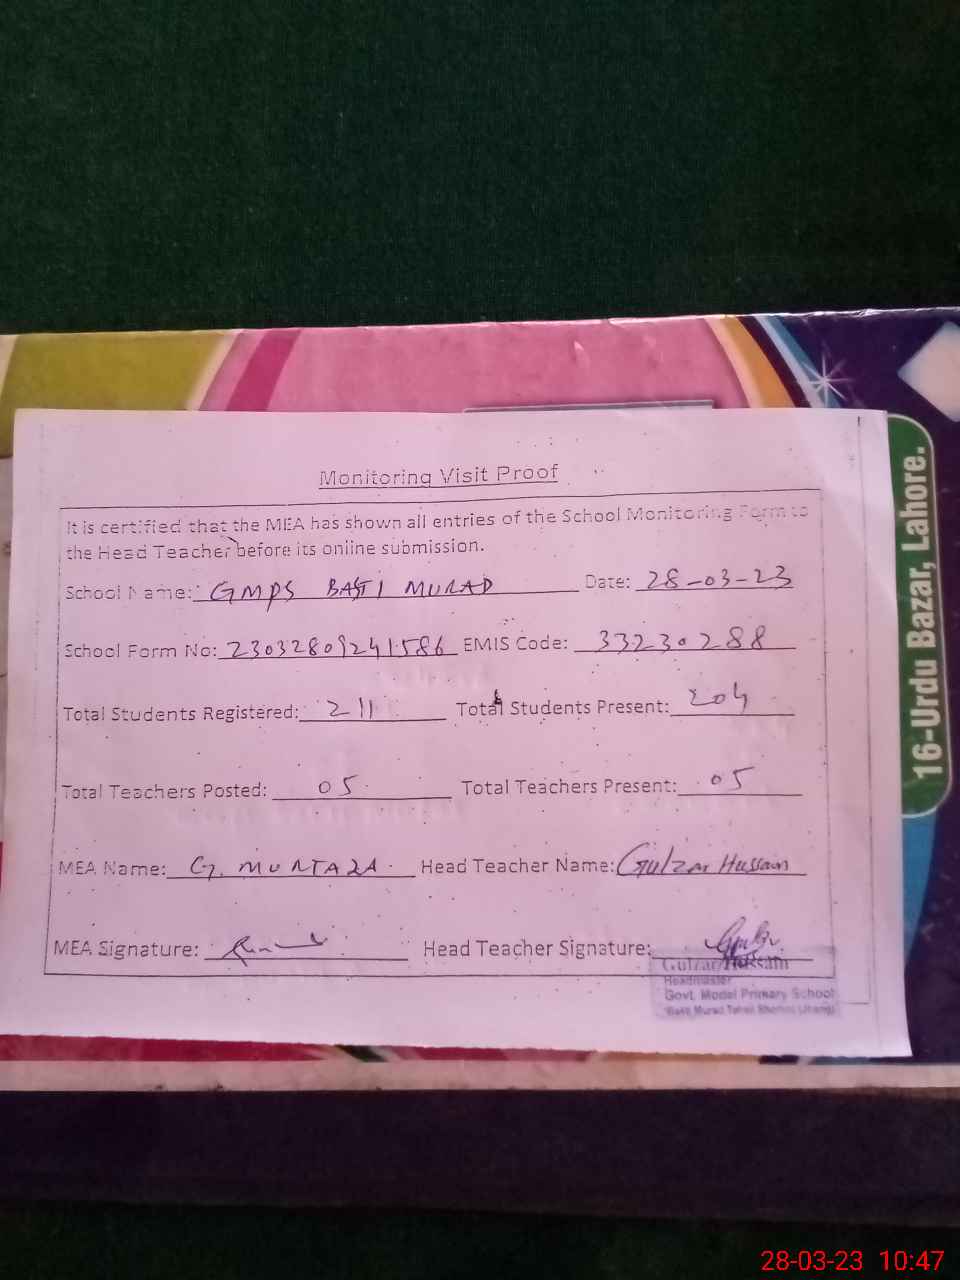 Monitoring Visit Proof
It is certified that the MEA has shown all entries of the School Monitoring Form to
the Head Teacher before its online submission.
School Name: GMPS BASTI MURAD Date: 28-03-23
School Form No: 23032809241586 EMIS Code: 33230288
Total Students Registered: 211 Total Students Present: 204
Total Teachers Posted: 05 Total Teachers Present: 05
MEA Name: G. MURTAZA Head Teacher Name: Gulzar Hussain
MEA Signature: Head Teacher Signature:
Gulzar Hussain
Headmaster
Govt. Model Primary School
Basti Murad Tehsil (Jhang)
16-Urdu Bazar, Lahore.
28-03-23 10:47